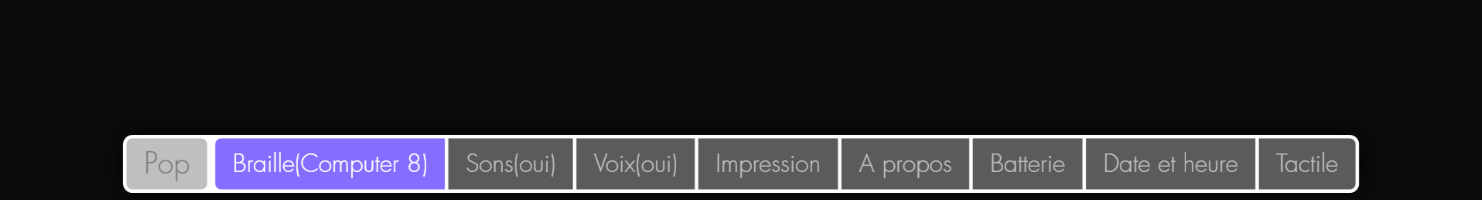 Pop Braille(Computer 8) Sons(oui) Voix(oui) Impression A propos Batterie Date et heure Tactile